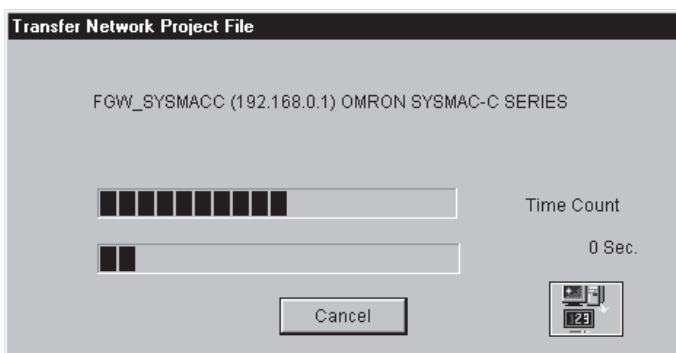 Transfer Network Project File
FGW_SYSMACC (192.168.0.1) OMRON SYSMAC-C SERIES
Time Count
0 Sec.
Cancel
123